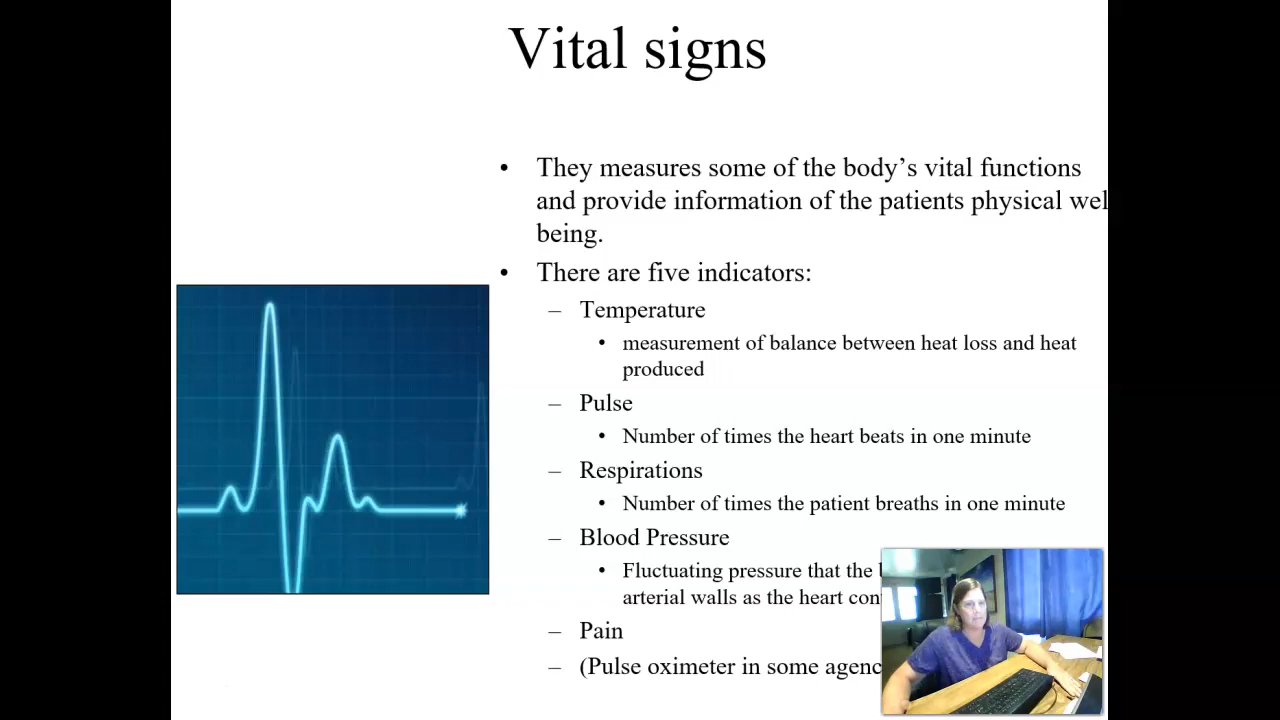 Vital signs
• They measures some of the body’s vital functions
and provide information of the patients physical wel
being.
• There are five indicators:
– Temperature
• measurement of balance between heat loss and heat
produced
– Pulse
• Number of times the heart beats in one minute
– Respirations
• Number of times the patient breaths in one minute
– Blood Pressure
• Fluctuating pressure that the
arterial walls as the heart con
– Pain
– (Pulse oximeter in some agenc